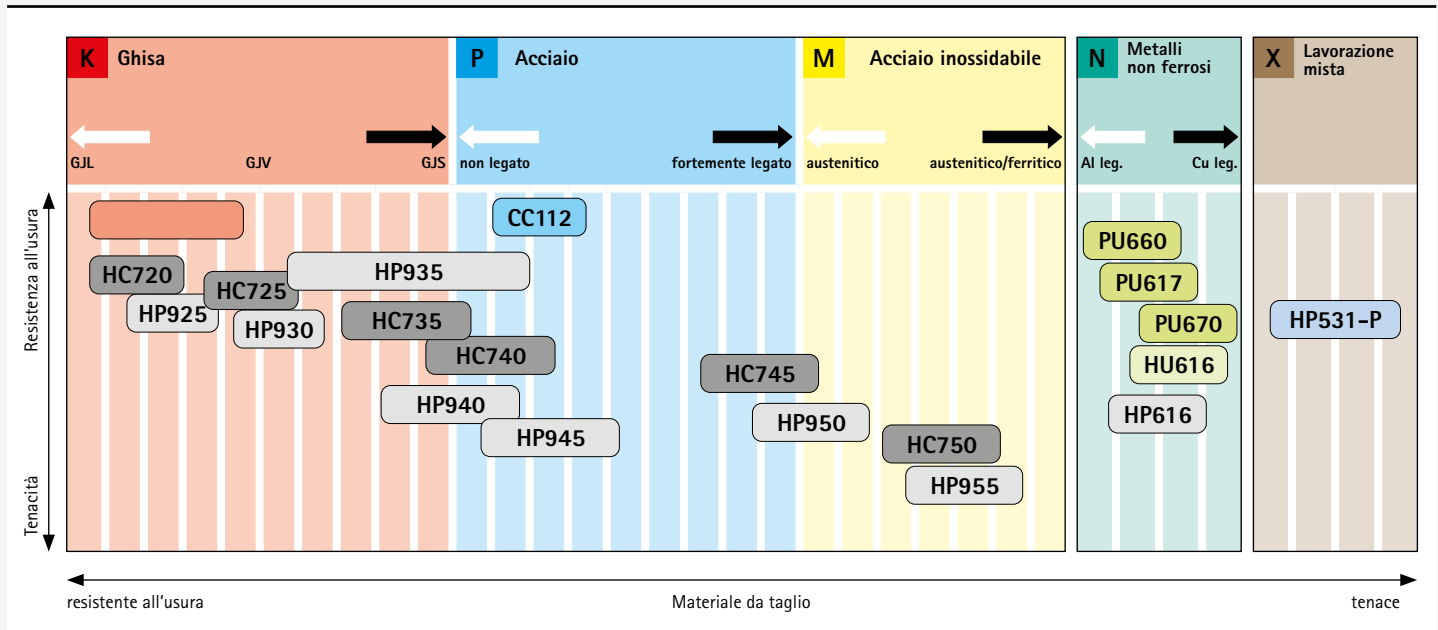 K Ghisa
P Acciaio
M Acciaio inossidabile
N Metalli
non ferrosi
X Lavorazione
mista
GJL GJV GJS
non legato fortemente legato
austenitico austenitico/ferritico
Al leg. Cu leg.
Resistenza all'usura
Tenacità
CC112
HC720
HP925
HC725
HP930
HP935
HC735
HC740
HP940
HP945
HC745
HP950
HC750
HP955
PU660
PU617
PU670
HU616
HP616
HP531-P
resistente all'usura Materiale da taglio tenace